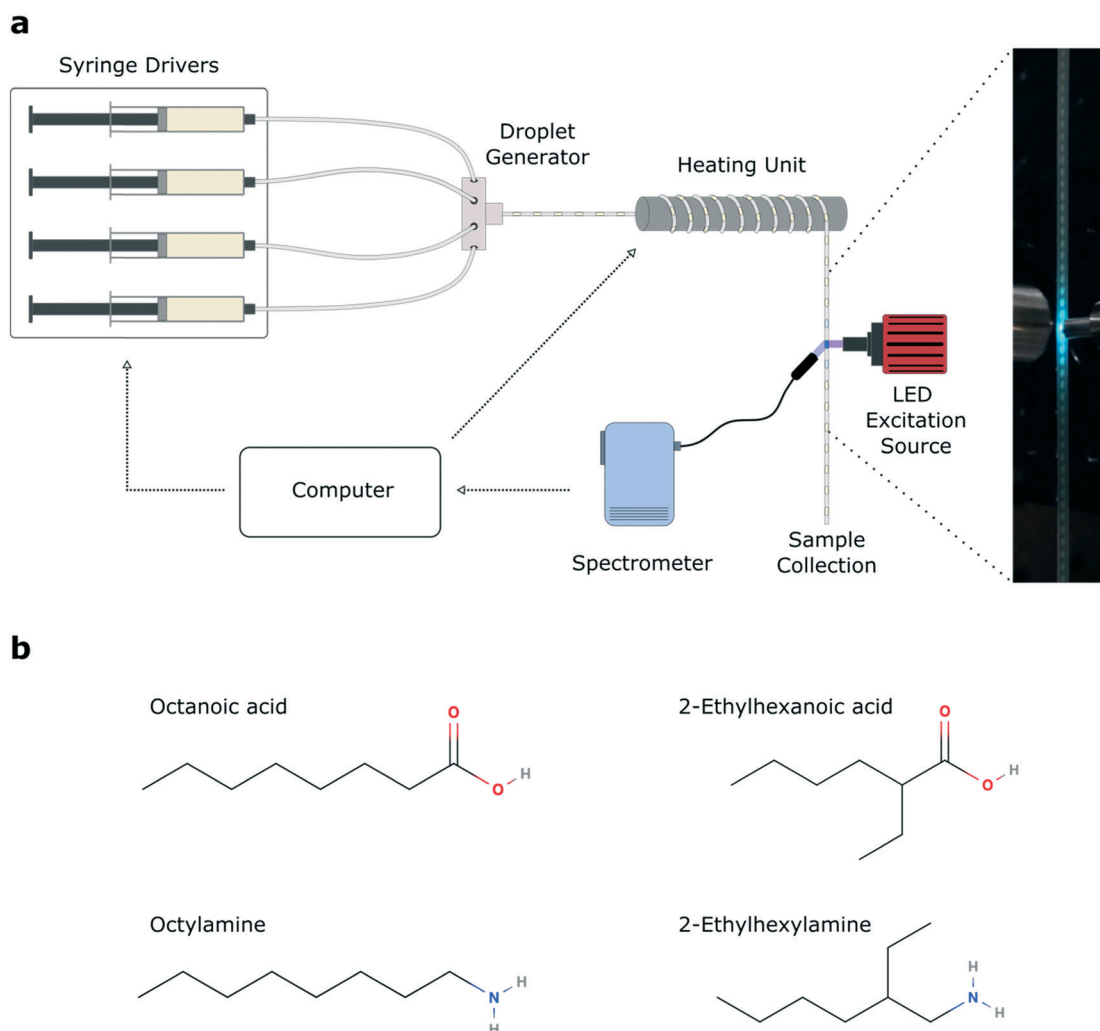 a
Syringe Drivers
Droplet
Generator
Heating Unit
LED
Excitation
Source
Computer
Spectrometer
Sample
Collection
b
Octanoic acid
O
O
H
2-Ethylhexanoic acid
O
O
H
Octylamine
N
H
H
2-Ethylhexylamine
H
N
H